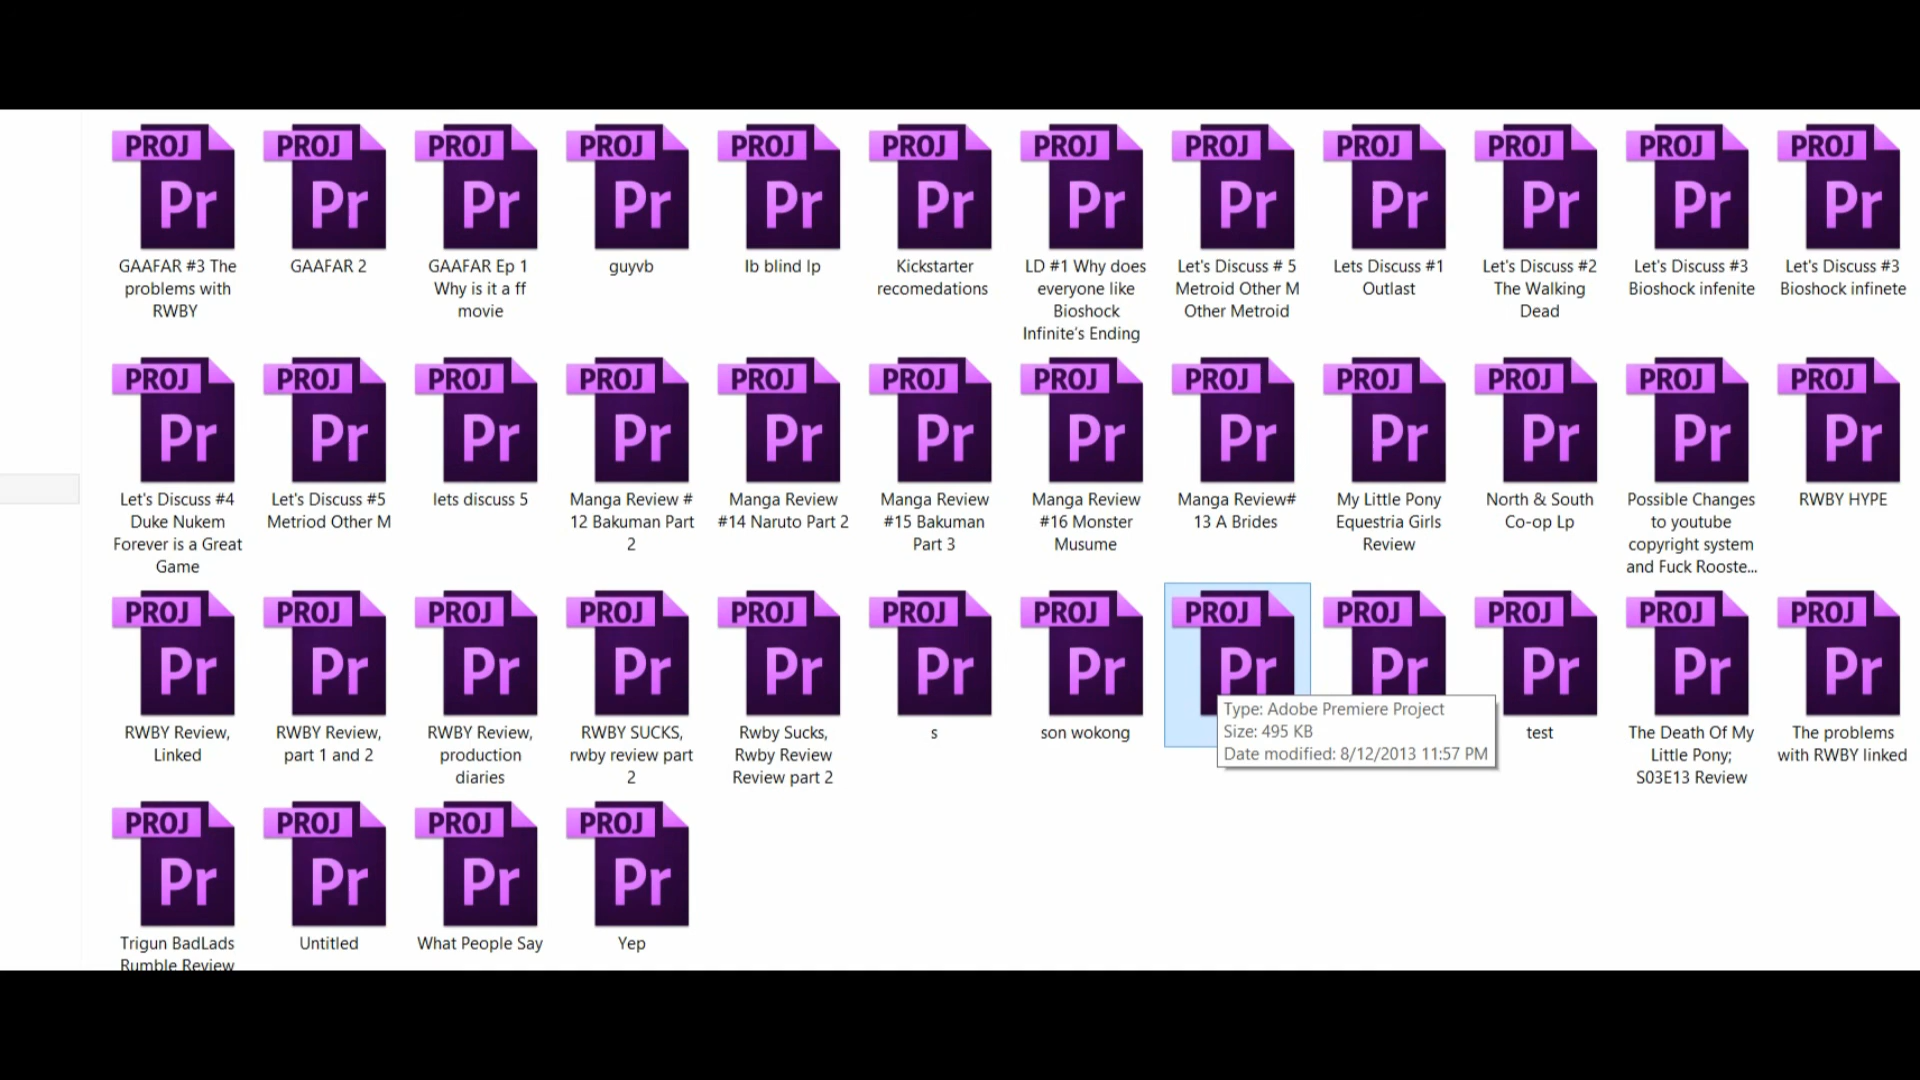 PROJ PROJ PROJ PROJ PROJ PROJ PROJ PROJ PROJ PROJ PROJ PROJ
Pr Pr Pr Pr Pr Pr Pr Pr Pr Pr Pr Pr
GAAFAR #3 The
problems with
RWBY
GAAFAR 2
GAAFAR Ep 1
Why is it a ff
movie
guyvb
Ib blind lp
Kickstarter
recomedations
LD #1 Why does
everyone like
Bioshock
Infinite's Ending
Let's Discuss # 5
Metroid Other M
Other Metroid
Lets Discuss #1
Outlast
Let's Discuss #2
The Walking
Dead
Let's Discuss #3
Bioshock infenite
Let's Discuss #3
Bioshock infinete
PROJ PROJ PROJ PROJ PROJ PROJ PROJ PROJ PROJ PROJ PROJ PROJ
Pr Pr Pr Pr Pr Pr Pr Pr Pr Pr Pr Pr
Let's Discuss #4
Duke Nukem
Forever is a Great
Game
Let's Discuss #5
Metriod Other M
lets discuss 5
Manga Review #
12 Bakuman Part
2
Manga Review
#14 Naruto Part 2
Manga Review
#15 Bakuman
Part 3
Manga Review
#16 Monster
Musume
Manga Review#
13 A Brides
My Little Pony
Equestria Girls
Review
North & South
Co-op Lp
Possible Changes
to youtube
copyright system
and Fuck Rooste...
RWBY HYPE
PROJ PROJ PROJ PROJ PROJ PROJ PROJ PROJ PROJ PROJ PROJ PROJ
Pr Pr Pr Pr Pr Pr Pr Pr Pr Pr Pr Pr
RWBY Review,
Linked
RWBY Review,
part 1 and 2
RWBY Review,
production
diaries
RWBY SUCKS,
rwby review part
2
Rwby Sucks,
Rwby Review
Review part 2
s
son wokong
Type: Adobe Premiere Project
Size: 495 KB
Date modified: 8/12/2013 11:57 PM
test
The Death Of My
Little Pony;
S03E13 Review
The problems
with RWBY linked
PROJ PROJ PROJ PROJ
Pr Pr Pr Pr
Trigun BadLads
Rumble Review
Untitled
What People Say
Yep